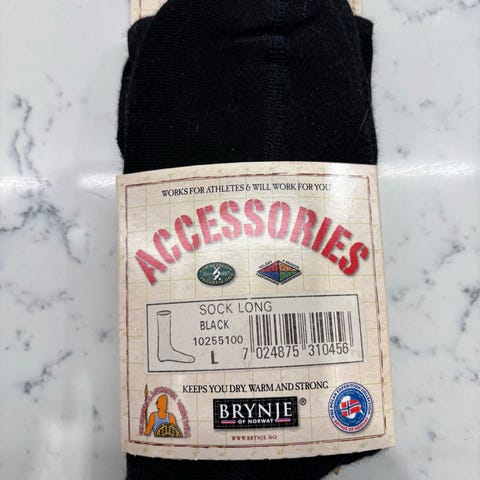 WORKS FOR ATHLETES & WILL WORK FOR YOU
ACCESSORIES
SOCK LONG
BLACK
10255100
L
7 024875 310456
KEEPS YOU DRY, WARM AND STRONG
BRYNJE ®
OF NORWAY
WWW.BRYNJE.NO